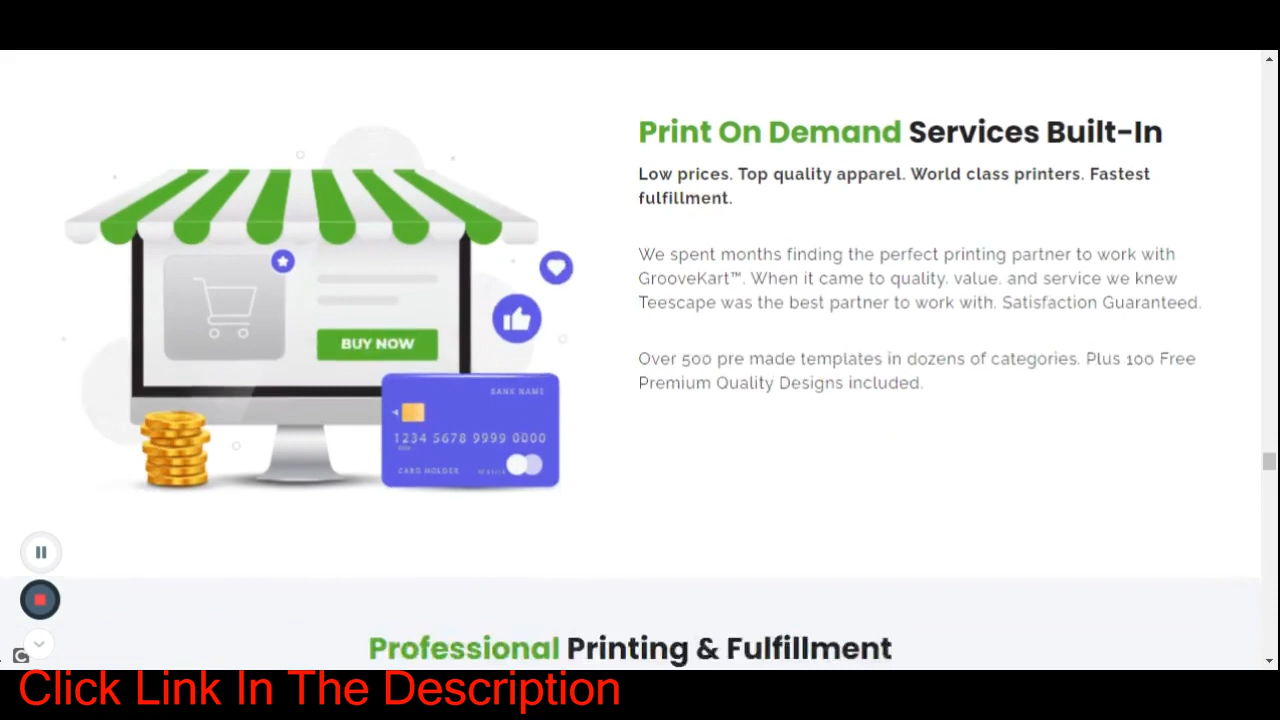 Print On Demand Services Built-In
Low prices. Top quality apparel. World class printers. Fastest
fulfillment.
We spent months finding the perfect printing partner to work with
GrooveKart™. When it came to quality, value, and service we knew
Teescape was the best partner to work with. Satisfaction Guaranteed.
Over 500 pre made templates in dozens of categories. Plus 100 Free
Premium Quality Designs included.
BUY NOW
BANK NAME
1234 5678 9999 0000
CARD HOLDER
Professional Printing & Fulfillment
Click Link In The Description